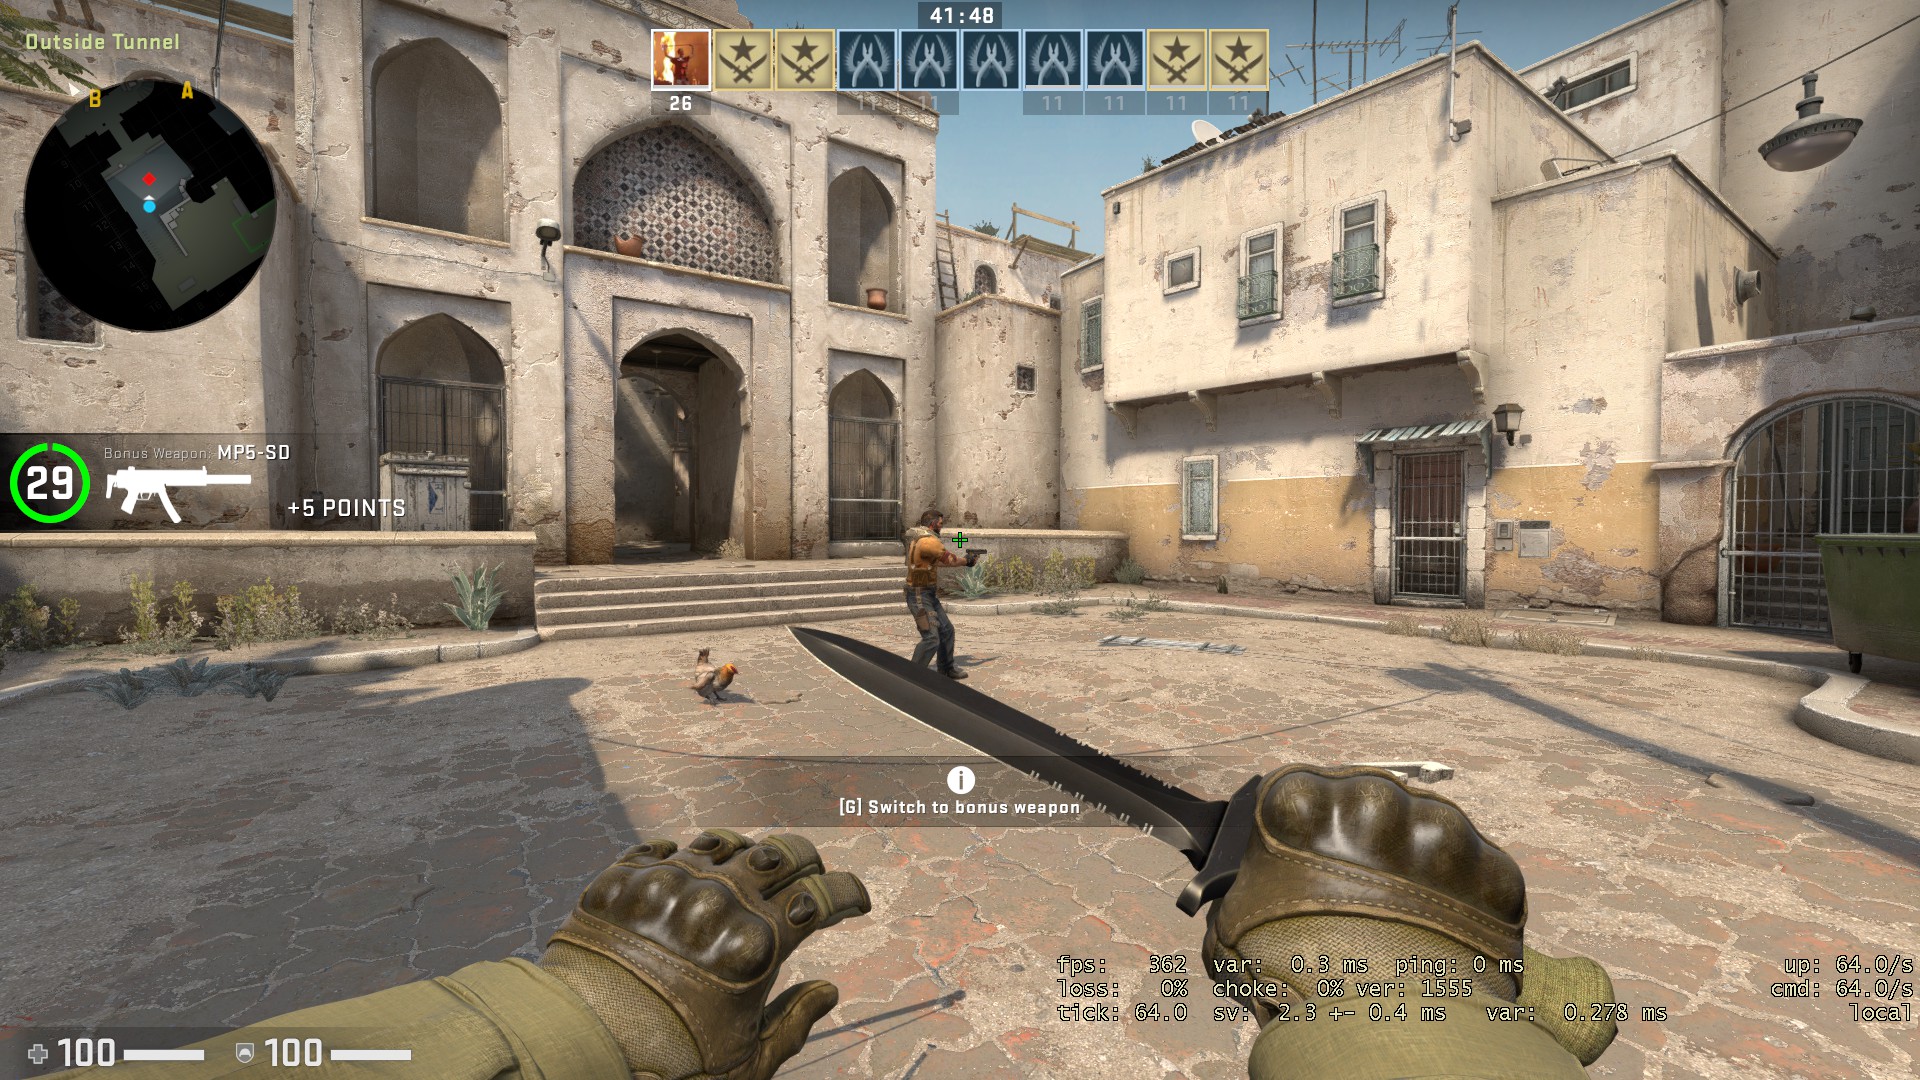 41:48
Outside Tunnel
B A
26 11 11 11 11 11 11
29 Bonus Weapon: MP5-SD
+5 POINTS
[G] Switch to bonus weapon
fps: 362 var: 0.3 ms ping: 0 ms up: 64.0/s
loss: 0% choke: 0% ver: 1555 cmd: 64.0/s
tick: 64.0 sv: 2.3 +- 0.4 ms var: 0.278 ms local
100 100